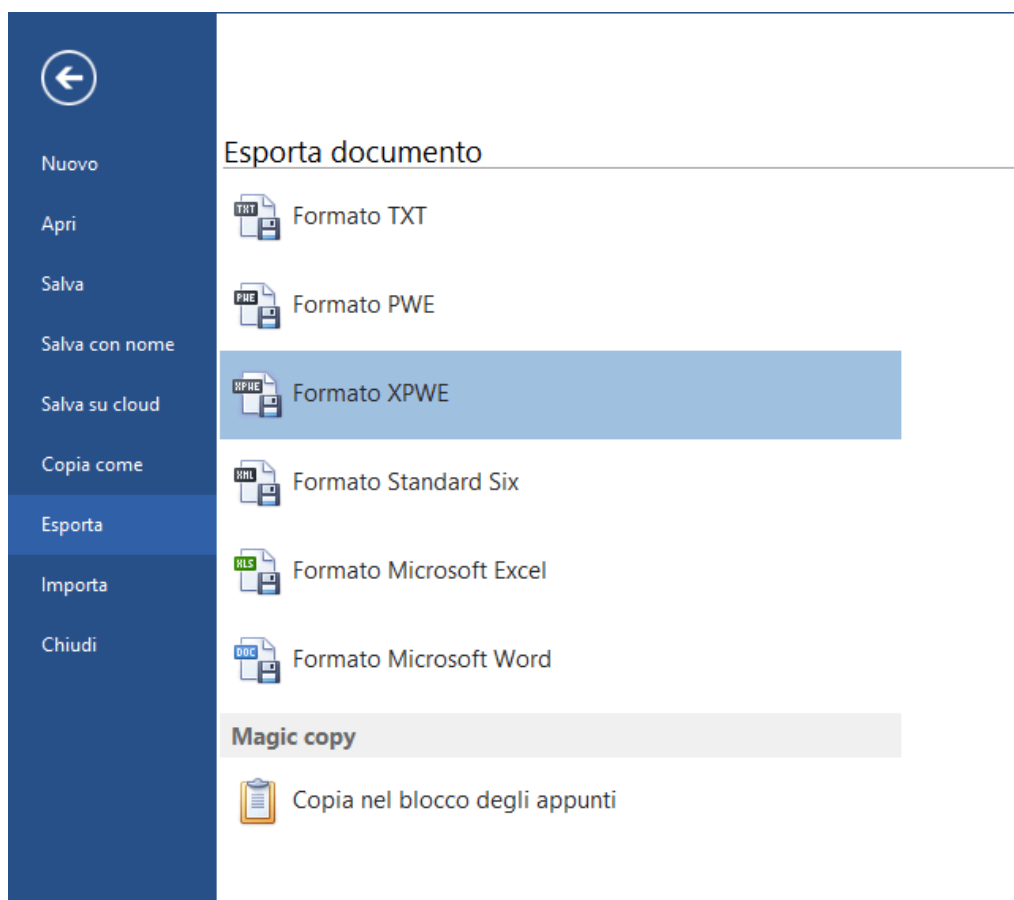 Nuovo
Apri
Salva
Salva con nome
Salva su cloud
Copia come
Esporta
Importa
Chiudi
Esporta documento
TXT
Formato TXT
PWE
Formato PWE
XPWE
Formato XPWE
XML
Formato Standard Six
XLS
Formato Microsoft Excel
DOC
Formato Microsoft Word
Magic copy
Copia nel blocco degli appunti